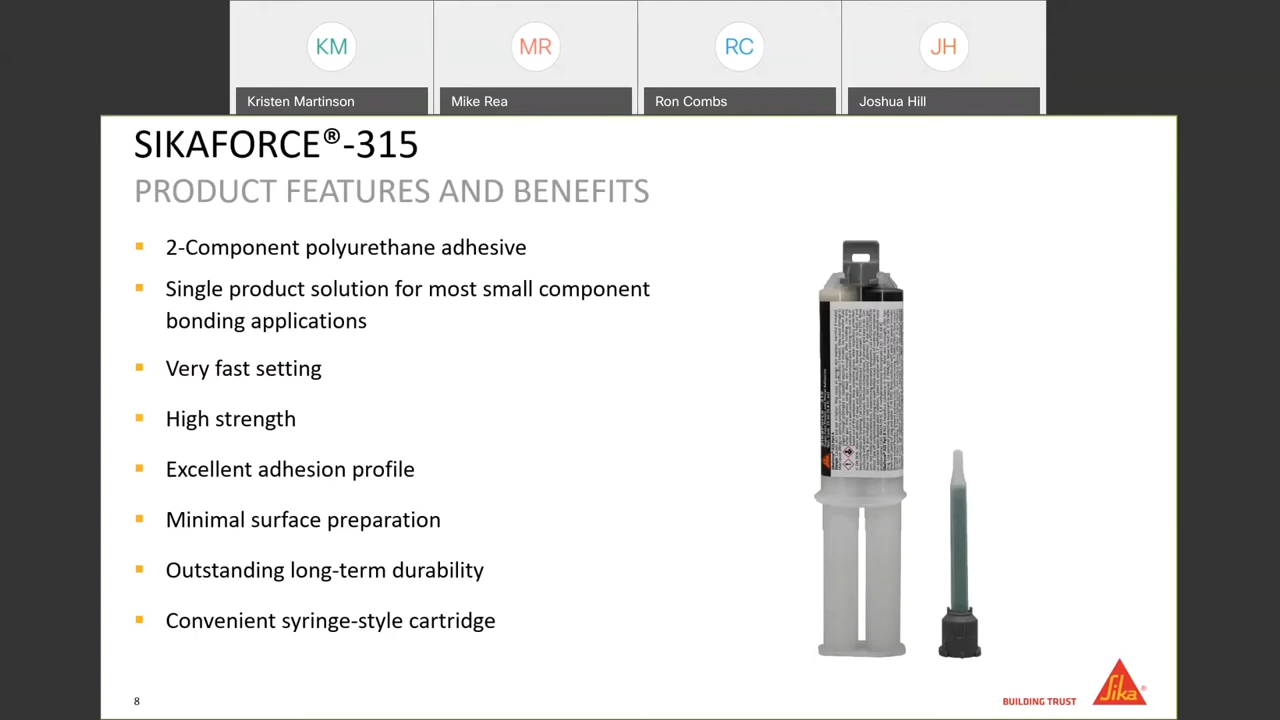 KM
MR
RC
JH
Kristen Martinson
Mike Rea
Ron Combs
Joshua Hill
SIKAFORCE®-315
PRODUCT FEATURES AND BENEFITS
▪ 2-Component polyurethane adhesive
▪ Single product solution for most small component
bonding applications
▪ Very fast setting
▪ High strength
▪ Excellent adhesion profile
▪ Minimal surface preparation
▪ Outstanding long-term durability
▪ Convenient syringe-style cartridge
8
BUILDING TRUST
Sika®